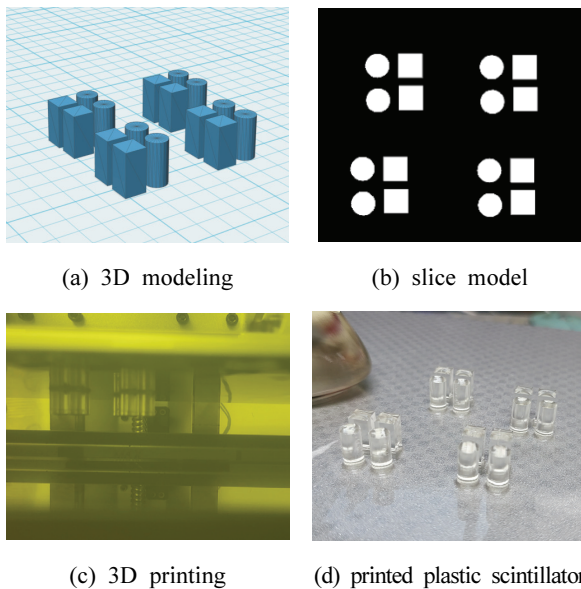 (a) 3D modeling
(b) slice model
(c) 3D printing
(d) printed plastic scintillator